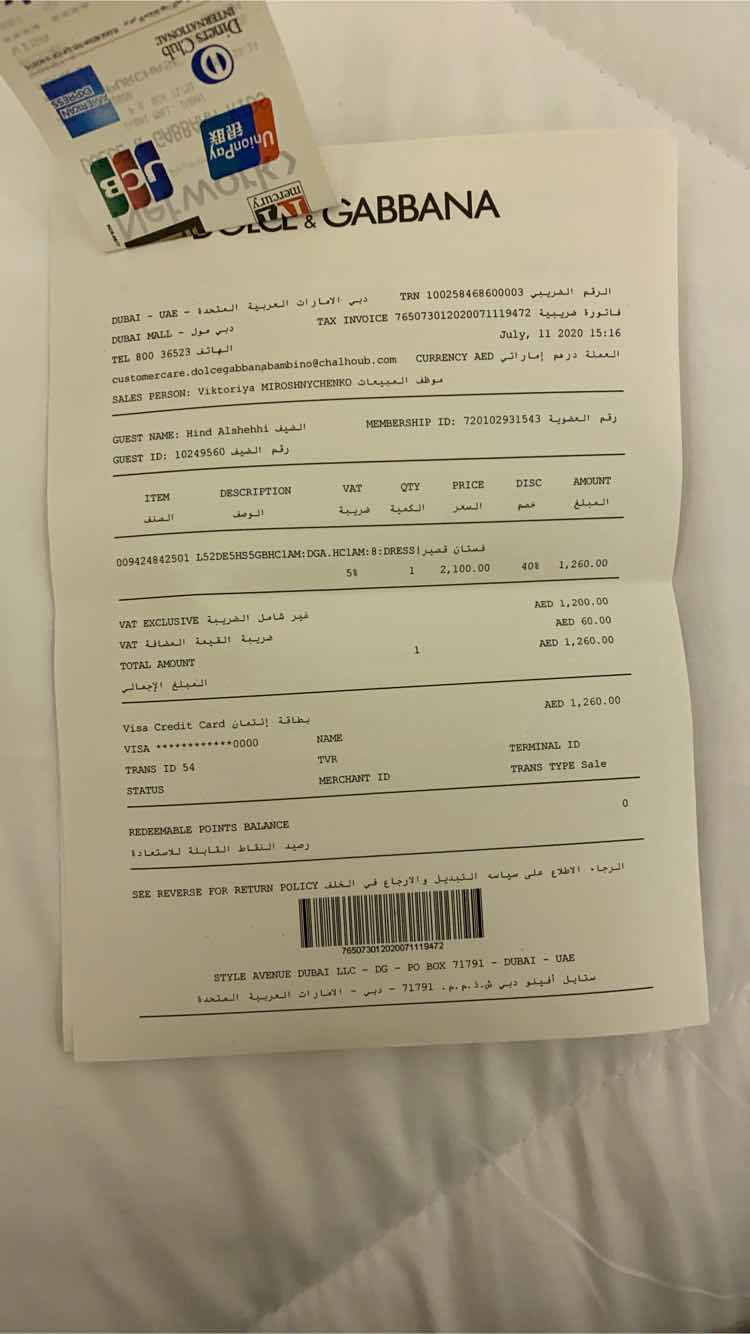 Diners Club
INTERNATIONAL
AMERICAN
EXPRESS
UnionPay
银联
JCB
mercury
Network
DOLCE & GABBANA
DUBAI - UAE - دبي الامارات العربية المتحدة
TRN 100258468600003 الرقم الضريبي
DUBAI MALL - دبي مول
TAX INVOICE 765073012020071119472 فاتورة ضريبية
TEL 800 36523 الهاتف
July, 11 2020 15:16
customercare.dolcegabbanabambino@chalhoub.com
CURRENCY AED العملة درهم إماراتي
SALES PERSON: Viktoriya MIROSHNYCHENKO موظف المبيعات
GUEST NAME: Hind Alshehhi الضيف
MEMBERSHIP ID: 720102931543 رقم العضوية
GUEST ID: 10249560 رقم الضيف
ITEM DESCRIPTION VAT QTY PRICE DISC AMOUNT
الصنف الوصف ضريبة الكمية السعر خصم المبلغ
009424842501 L52DE5HS5GBHC1AM:DGA.HC1AM:8:DRESS|فستان قصير
5% 1 2,100.00 40% 1,260.00
VAT EXCLUSIVE غير شامل الضريبة AED 1,200.00
VAT ضريبة القيمة المضافة AED 60.00
TOTAL AMOUNT 1 AED 1,260.00
المبلغ الإجمالي
Visa Credit Card بطاقة إئتمان AED 1,260.00
VISA ************0000 NAME
TERMINAL ID
TRANS ID 54 TVR
TRANS TYPE Sale
STATUS MERCHANT ID
REDEEMABLE POINTS BALANCE 0
رصيد النقاط القابلة للاستعادة
SEE REVERSE FOR RETURN POLICY الرجاء الاطلاع على سياسه التبديل والارجاع في الخلف
765073012020071119472
STYLE AVENUE DUBAI LLC - DG - PO BOX 71791 - DUBAI - UAE
ستايل أفينلو دبي ش.ذ.م.م. 71791 - دبي - الامارات العربية المتحدة